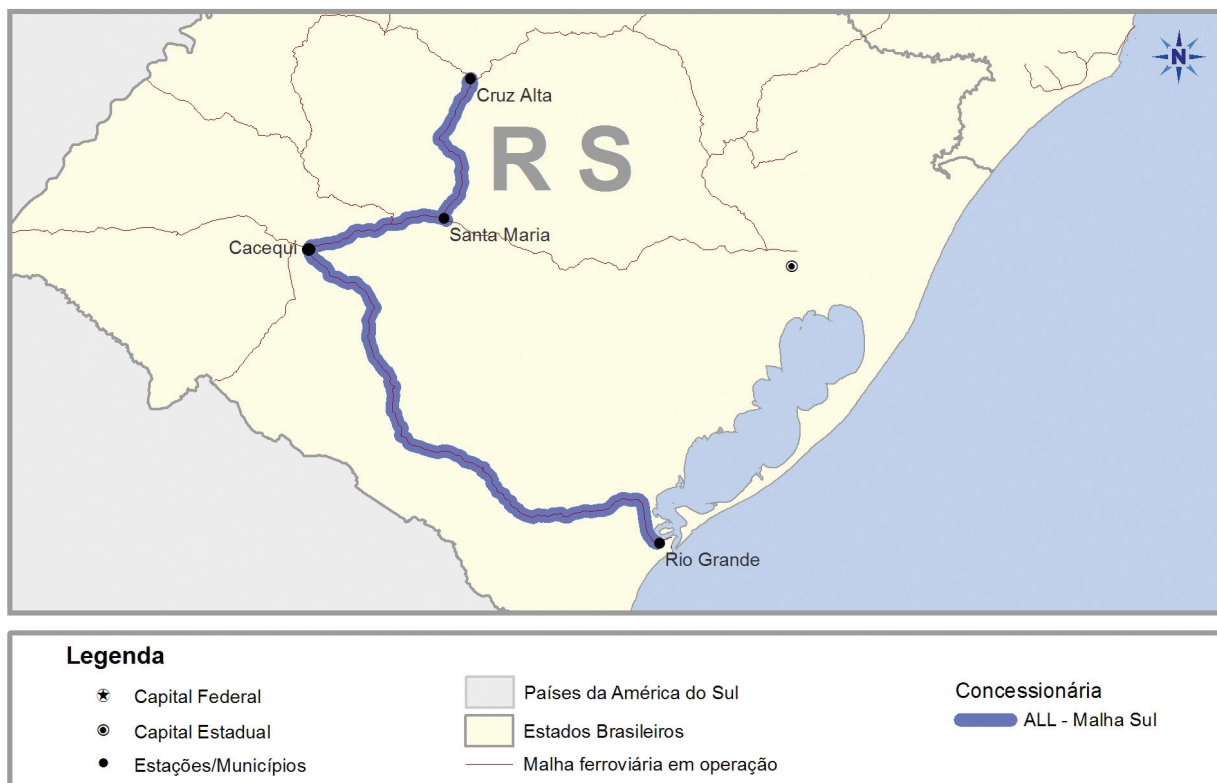 N
Cruz Alta
R S
Santa Maria
Cacequi
Rio Grande
Legenda
Capital Federal
Capital Estadual
Estações/Municípios
Países da América do Sul
Estados Brasileiros
Malha ferroviária em operação
Concessionária
ALL - Malha Sul